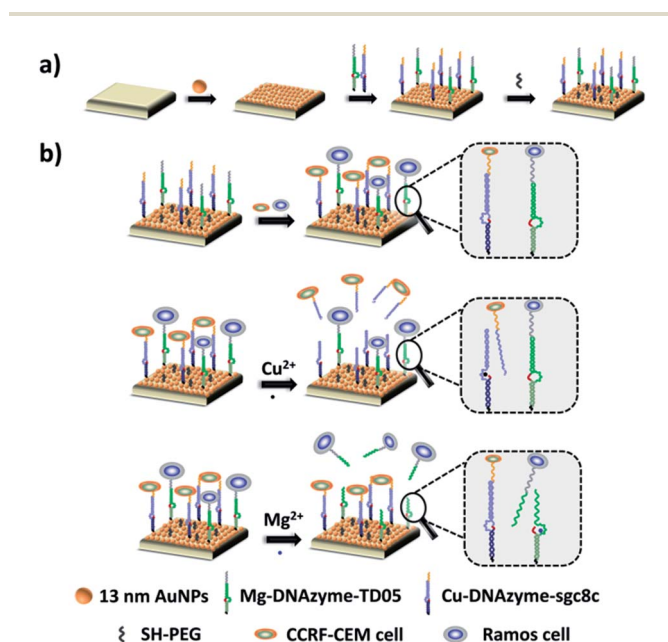 a)
b)
Cu2+
Mg2+
13 nm AuNPs Mg-DNAzyme-TD05 Cu-DNAzyme-sgc8c
SH-PEG CCRF-CEM cell Ramos cell